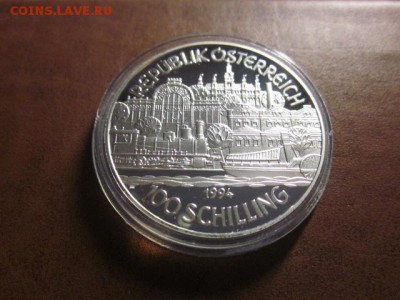 COINS.LAVE.RU
REPUBLIK ÖSTERREICH
1994
100 SCHILLING